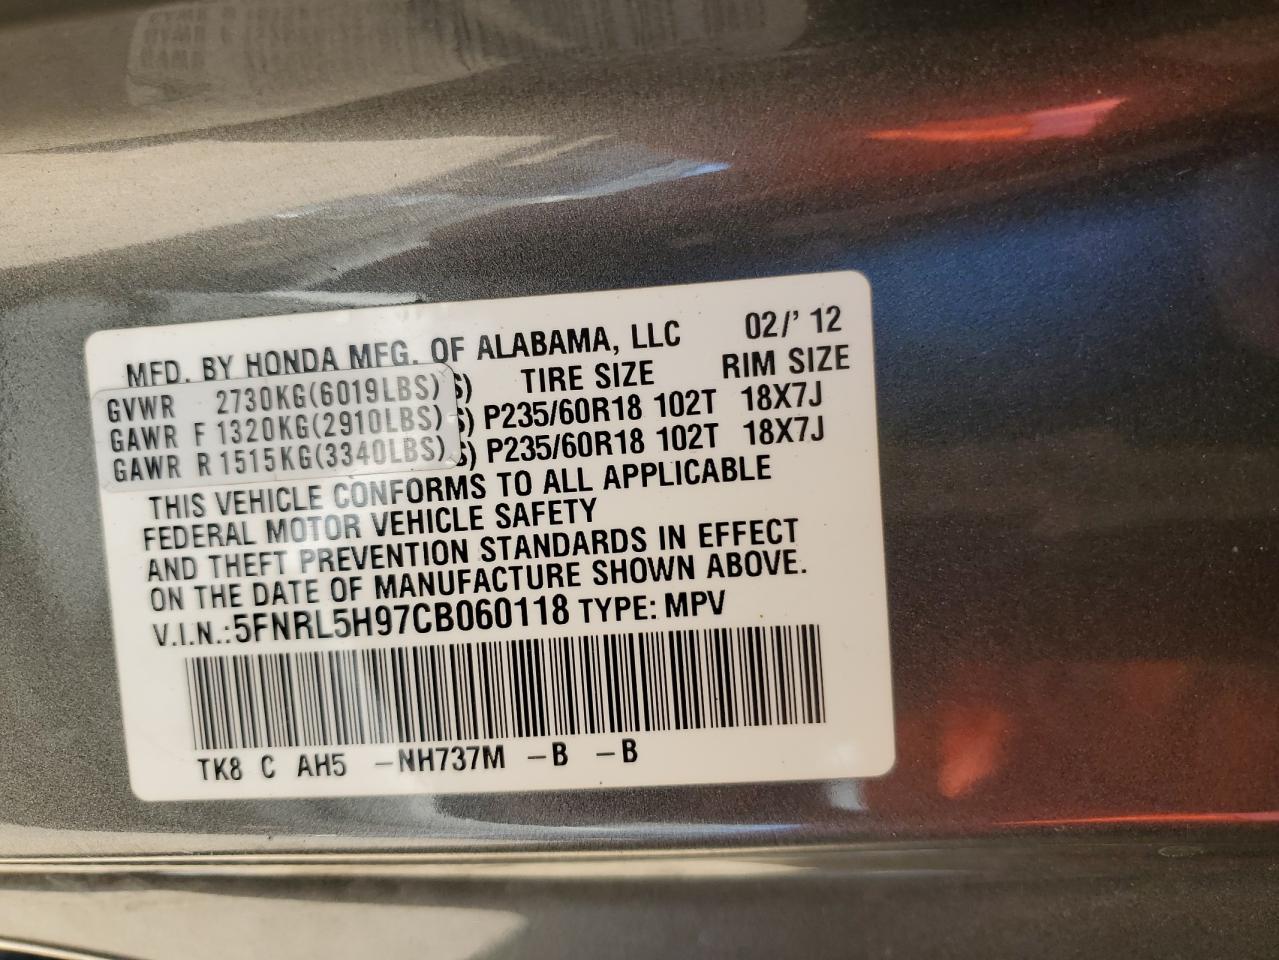 MFD. BY HONDA MFG. OF ALABAMA, LLC 02/' 12
TIRE SIZE RIM SIZE
GVWR 2730KG(6019LBS) S)
GAWR F 1320KG(2910LBS) S) P235/60R18 102T 18X7J
GAWR R 1515KG(3340LBS) S) P235/60R18 102T 18X7J
THIS VEHICLE CONFORMS TO ALL APPLICABLE
FEDERAL MOTOR VEHICLE SAFETY
AND THEFT PREVENTION STANDARDS IN EFFECT
ON THE DATE OF MANUFACTURE SHOWN ABOVE.
V.I.N.:5FNRL5H97CB060118 TYPE: MPV
TK8 C AH5 –NH737M –B –B